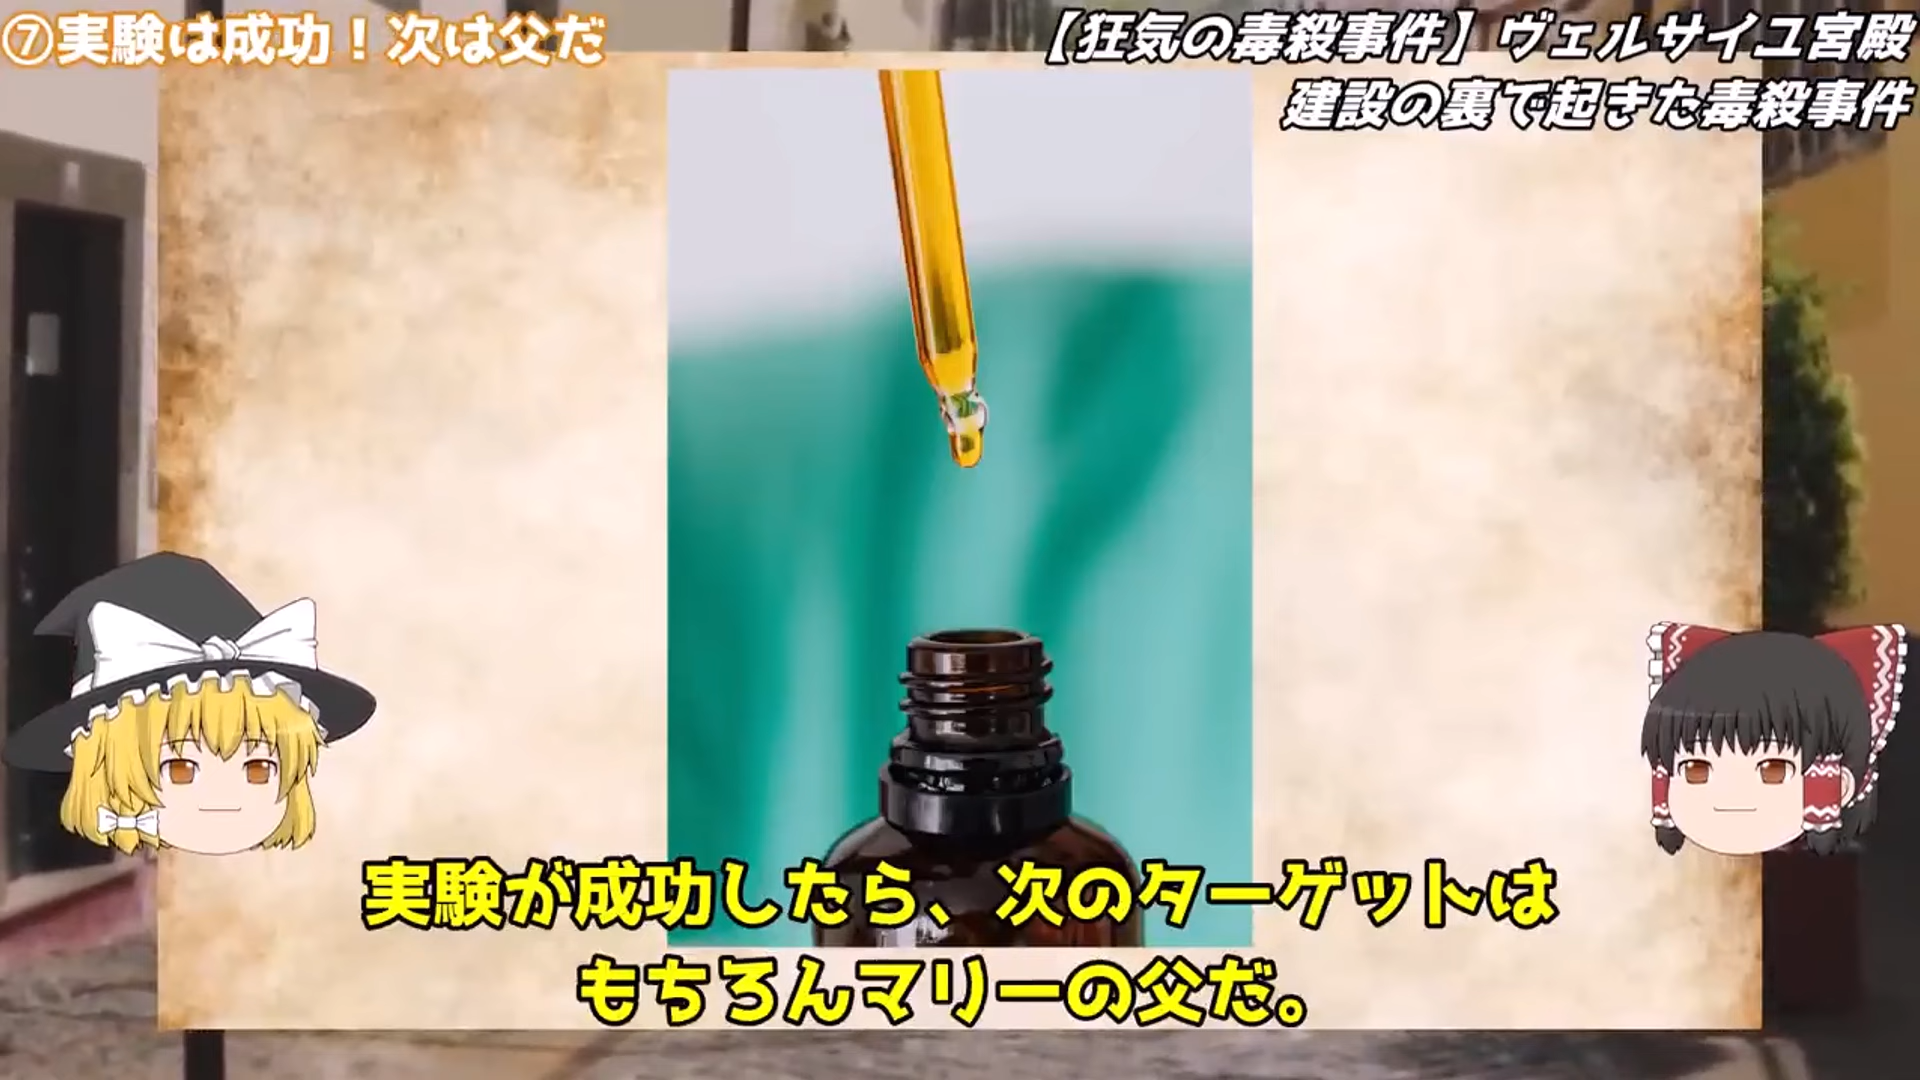 ⑦実験は成功！次は父だ
【狂気の毒殺事件】ヴェルサイユ宮殿
建設の裏で起きた毒殺事件
実験が成功したら、次のターゲットは
もちろんマリーの父だ。